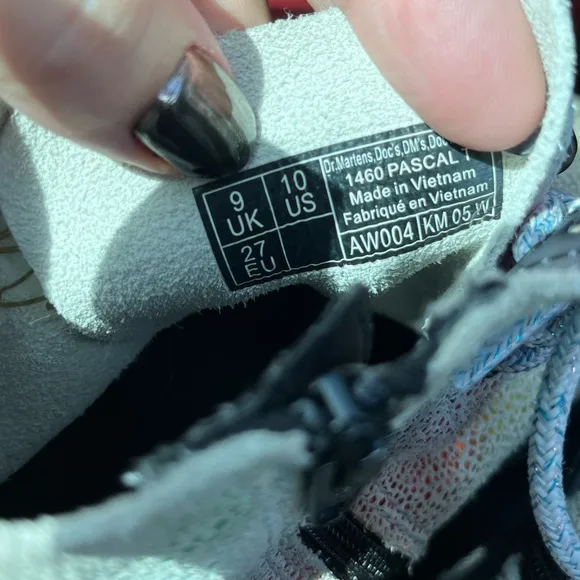 9 UK
10 US
27 EU
Dr.Martens,Doc's,DM's,Doc
1460 PASCAL T
Made in Vietnam
Fabriqué en Vietnam
AW004 KM 05